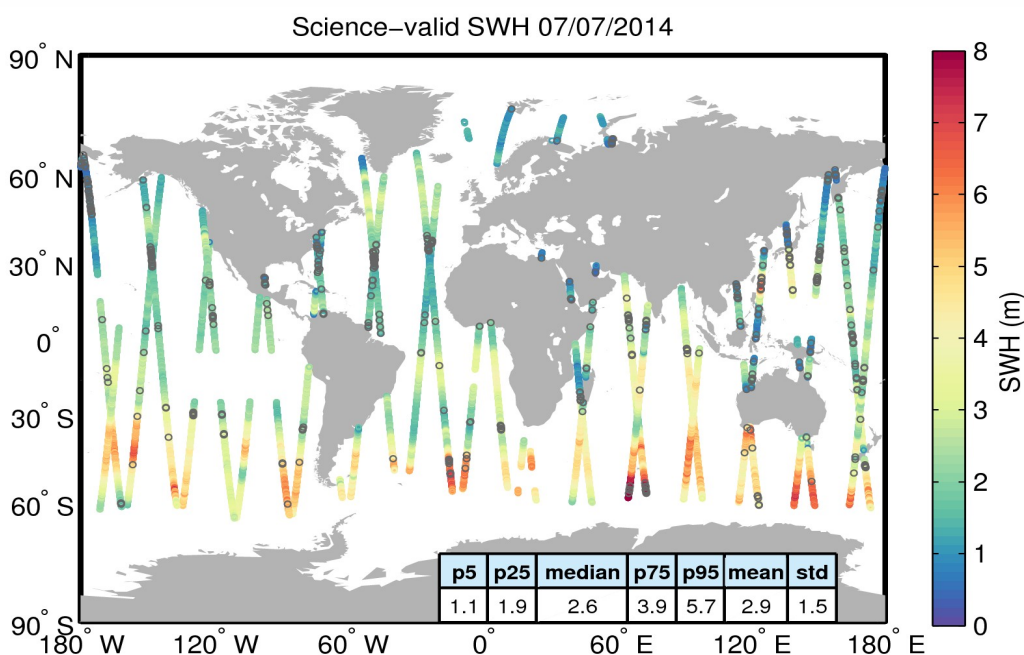 Science−valid SWH 07/07/2014
90° N
60° N
30° N
0°
30° S
60° S
90° S
180° W
120° W
60° W
0°
60° E
120° E
180° E
p5 p25 median p75 p95 mean std
1.1 1.9 2.6 3.9 5.7 2.9 1.5
8
7
6
5
4
3
2
1
0
SWH (m)